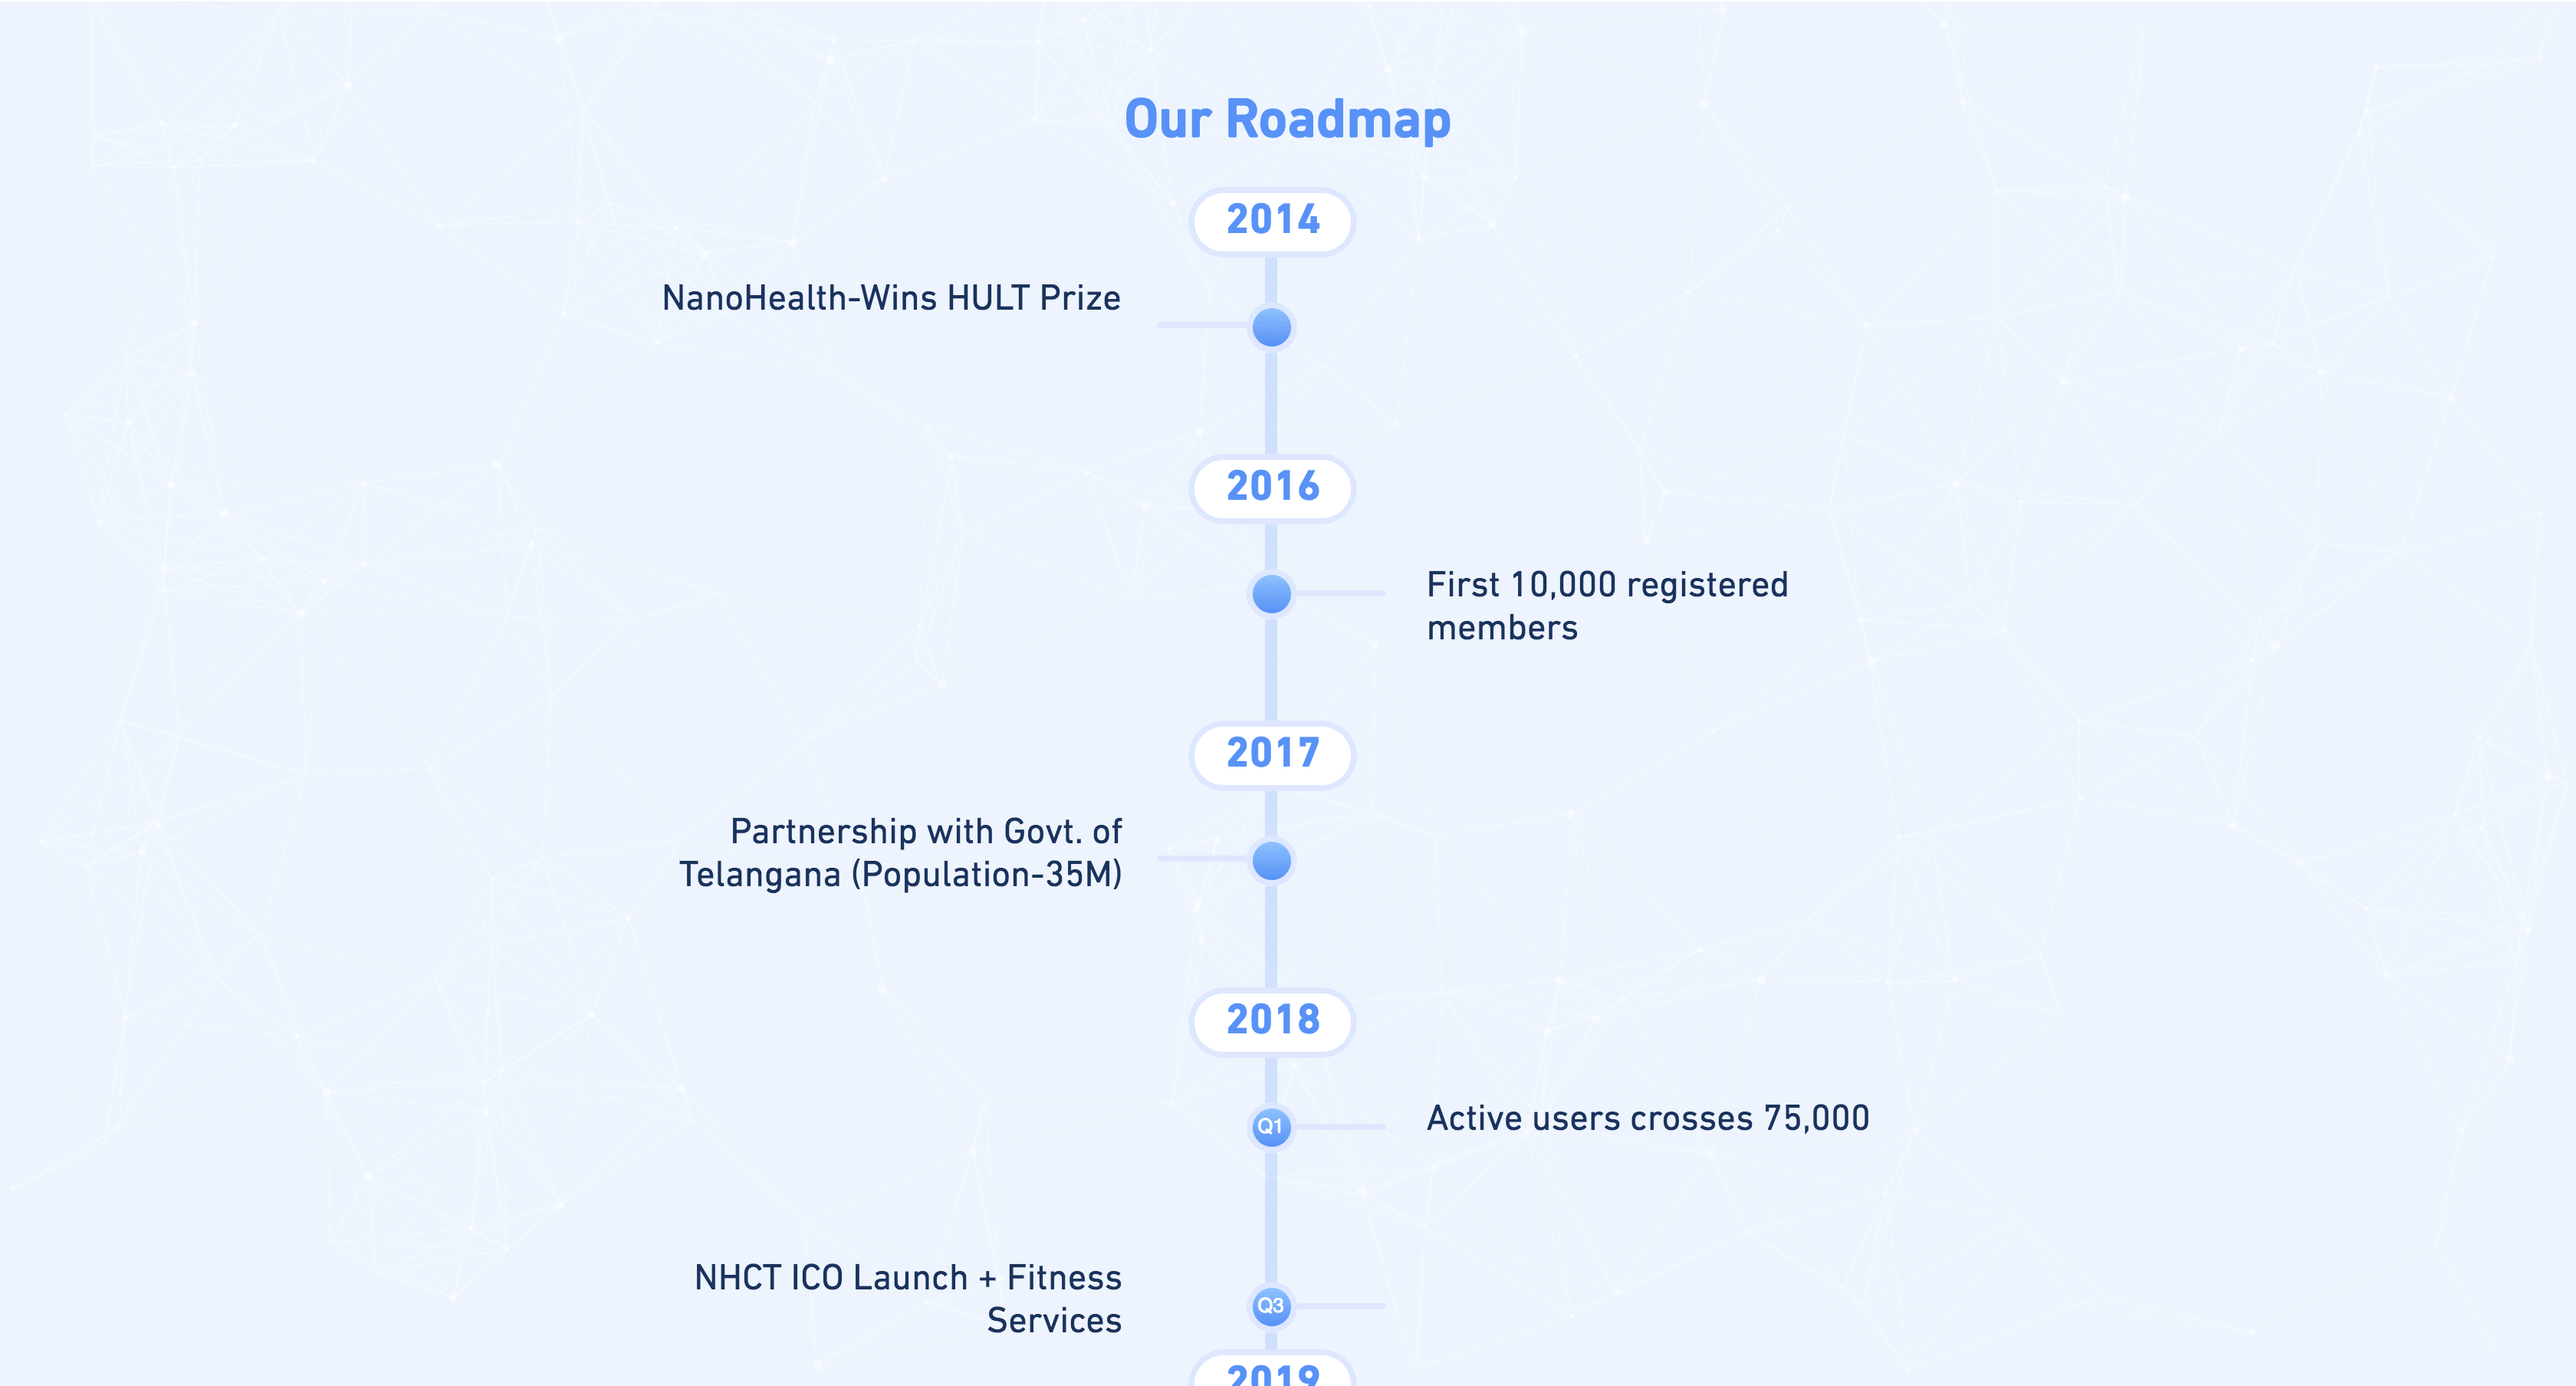 Our Roadmap
2014
NanoHealth-Wins HULT Prize
2016
First 10,000 registered
members
2017
Partnership with Govt. of
Telangana (Population-35M)
2018
Q1
Active users crosses 75,000
NHCT ICO Launch + Fitness
Services
Q3
2019